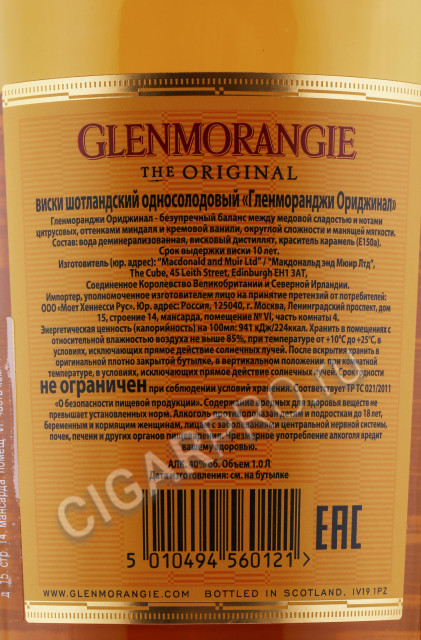 GLENMORANGIE
THE ORIGINAL
виски шотландский односолодовый «Гленморанджи Ориджинал»
Гленморанджи Ориджинал - безупречный баланс между медовой сладостью и нотами
цитрусовых, оттенками миндаля и кремовой ванили, округлой сложности и манящей мягкости.
Состав: вода деминерализованная, висковый дистиллят, краситель карамель (E150a).
Срок выдержки виски 10 лет.
Изготовитель (юр. адрес): "Macdonald and Muir Ltd" / "Макдональд энд Мюир Лтд",
The Cube, 45 Leith Street, Edinburgh EH1 3AT,
Соединенное Королевство Великобритании и Северной Ирландии.
Импортер, уполномоченное изготовителем лицо на принятие претензий от потребителей:
ООО "Моет Хеннесси Рус". Юр. адрес: Россия, 125040, г. Москва, Ленинградский проспект, дом
15, строение 14, мансарда, помещение № VI, часть комнаты 4.
Энергетическая ценность (калорийность) на 100мл: 941 кДж/224ккал. Хранить в помещениях с
относительной влажностью воздуха не выше 85%, при температуре от +10°C до +25°C, в
условиях, исключающих прямое действие солнечных лучей. После вскрытия хранить в
оригинальной плотно закрытой бутылке, в вертикальном положении, при комнатной
температуре, в условиях, исключающих прямое действие солнечных лучей. Срок годности
не ограничен при соблюдении условий хранения. Соответствует ТР ТС 021/2011
«О безопасности пищевой продукции». Содержание вредных для здоровья веществ не
превышает установленных норм. Алкоголь противопоказан детям и подросткам до 18 лет,
беременным и кормящим женщинам, лицам с заболеваниями центральной нервной системы,
почек, печени и других органов пищеварения. Чрезмерное употребление алкоголя вредит
вашему здоровью.
АЛК. 40% об. Объем 1.0 Л
Дата изготовления: см. на бутылке
5 010494 560121 >
EAC
WWW.GLENMORANGIE.COM BOTTLED IN SCOTLAND, IV19 1PZ
CIGARPRO.RU